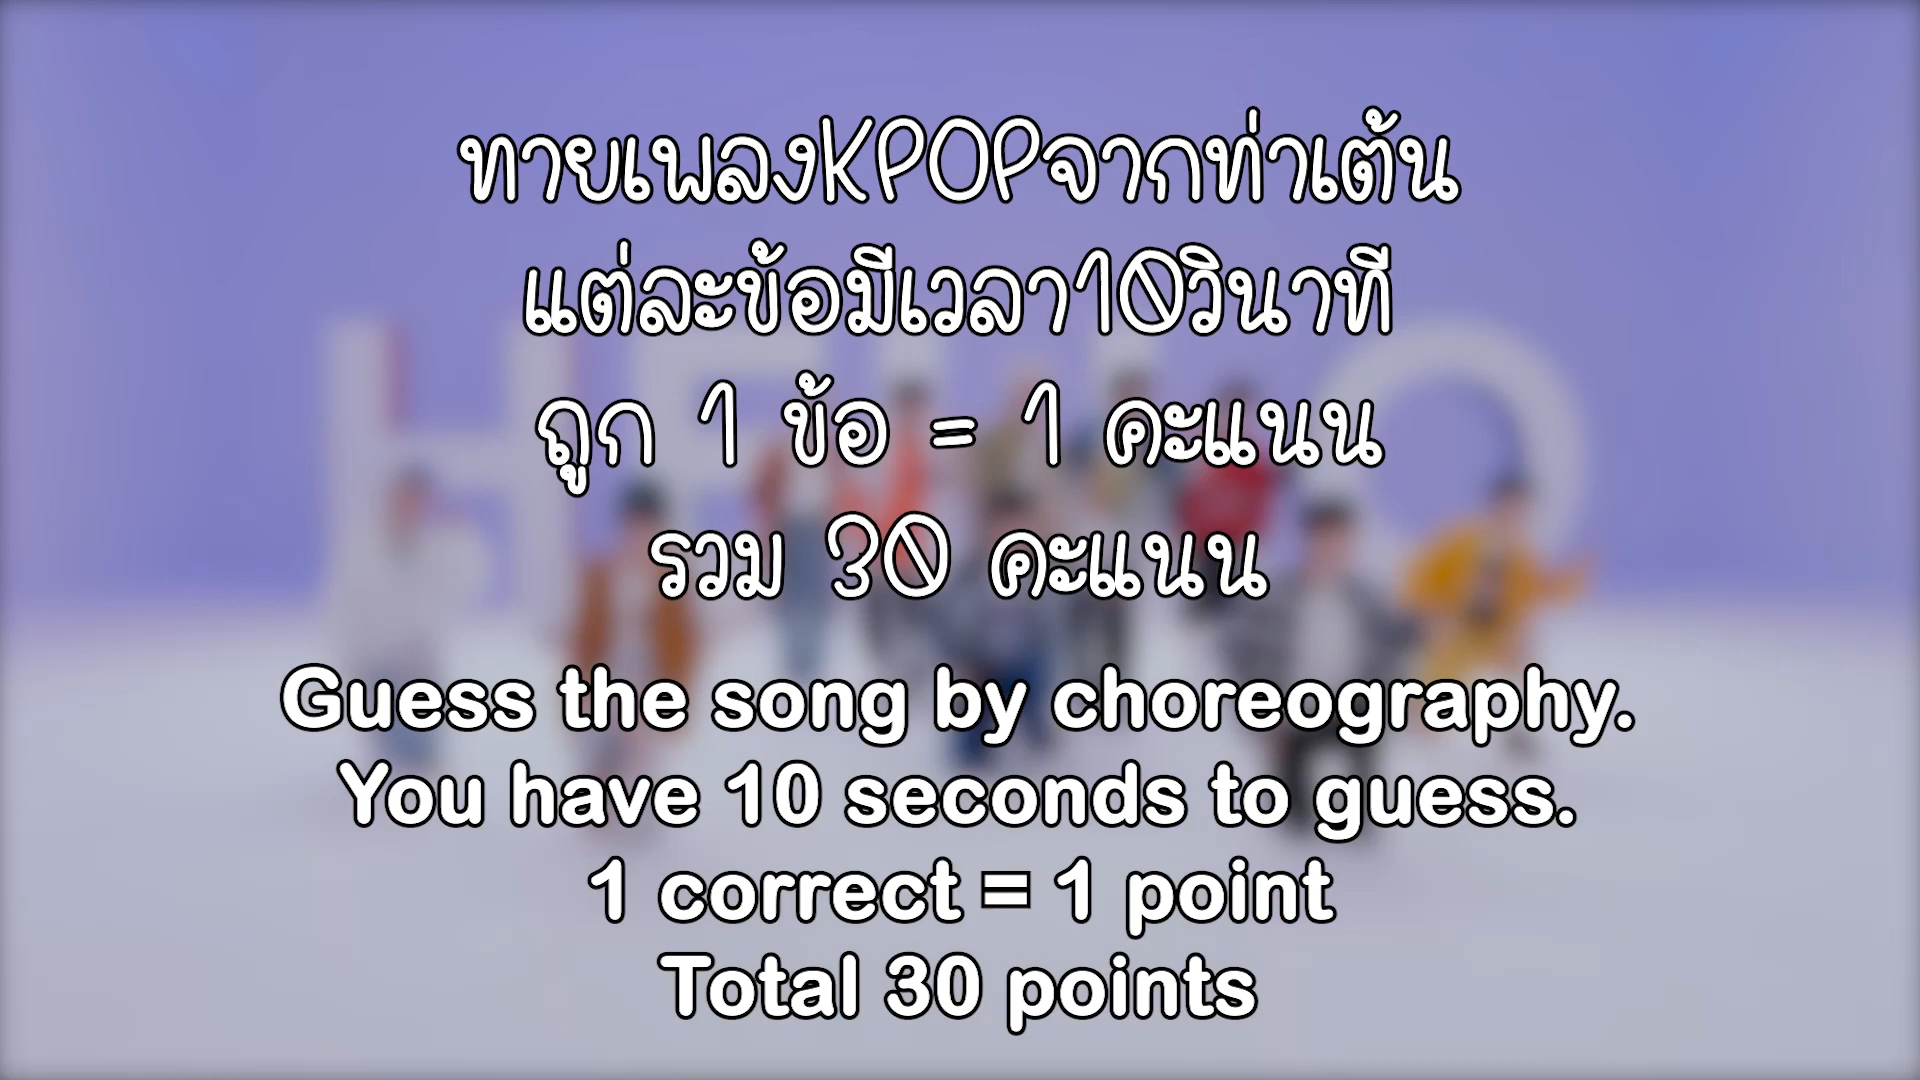 ทายเพลงKPOPจากท่าเต้น
แต่ละข้อมีเวลา10วินาที
ถูก 1 ข้อ = 1 คะแนน
รวม 30 คะแนน
Guess the song by choreography.
You have 10 seconds to guess.
1 correct = 1 point
Total 30 points
HELLO